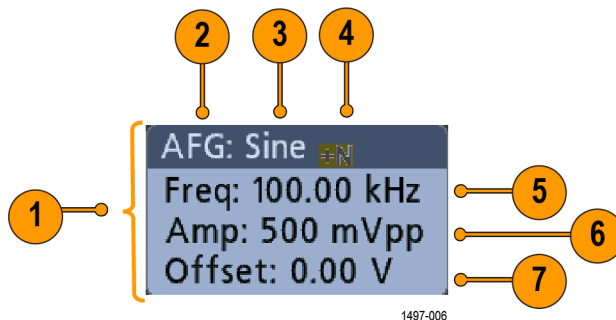 2 3 4
AFG: Sine +N
1
Freq: 100.00 kHz 5
Amp: 500 mVpp 6
Offset: 0.00 V 7
1497-006